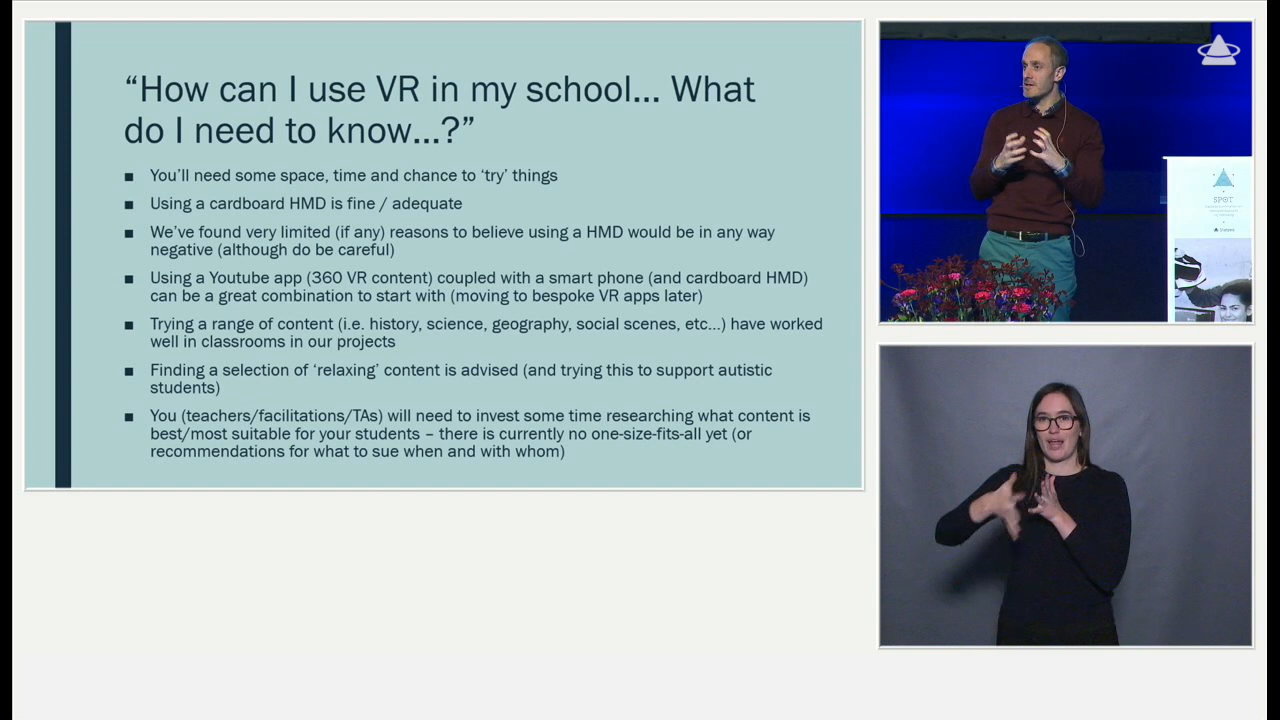 “How can I use VR in my school... What
do I need to know...?”
■ You’ll need some space, time and chance to ‘try’ things
■ Using a cardboard HMD is fine / adequate
■ We’ve found very limited (if any) reasons to believe using a HMD would be in any way
negative (although do be careful)
■ Using a Youtube app (360 VR content) coupled with a smart phone (and cardboard HMD)
can be a great combination to start with (moving to bespoke VR apps later)
■ Trying a range of content (i.e. history, science, geography, social scenes, etc...) have worked
well in classrooms in our projects
■ Finding a selection of ‘relaxing’ content is advised (and trying this to support autistic
students)
■ You (teachers/facilitations/TAs) will need to invest some time researching what content is
best/most suitable for your students – there is currently no one-size-fits-all yet (or
recommendations for what to sue when and with whom)
SPOT